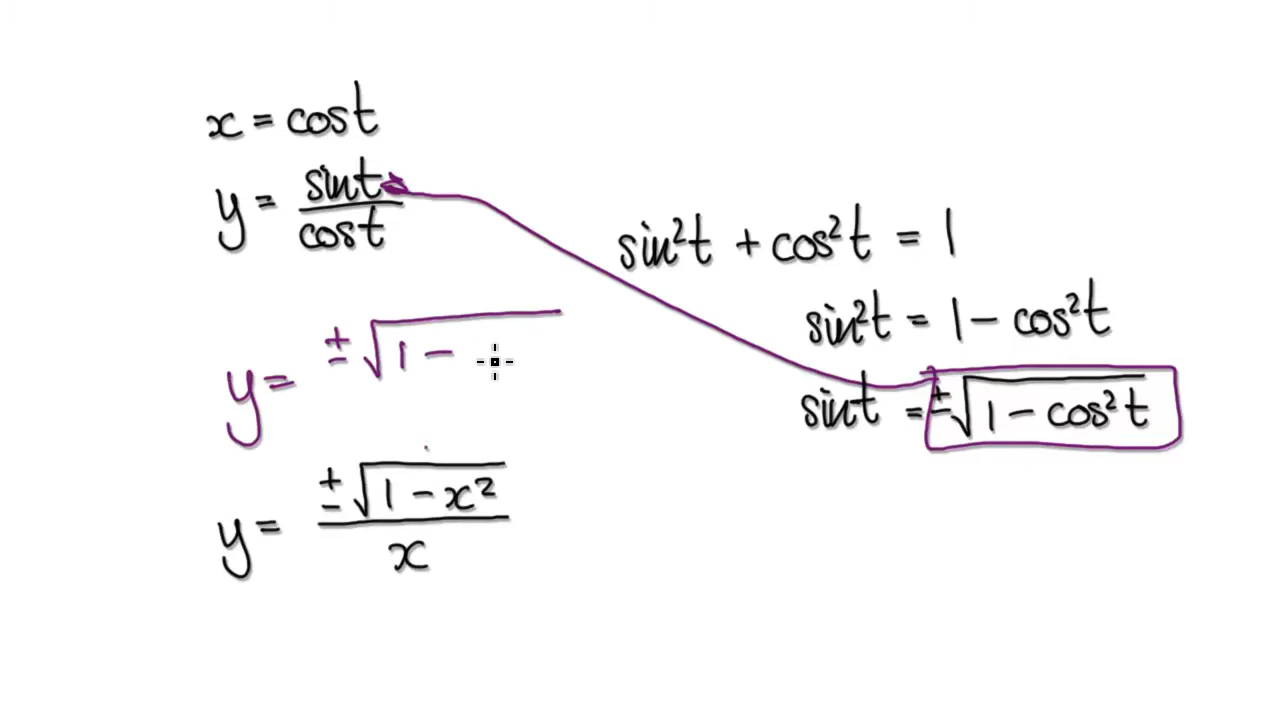 x = cos t
y = sin t / cos t
sin²t + cos²t = 1
sin²t = 1 - cos²t
sin t = ±√(1 - cos²t)
y = ±√(1 -
y = ±√(1 - x²) / x